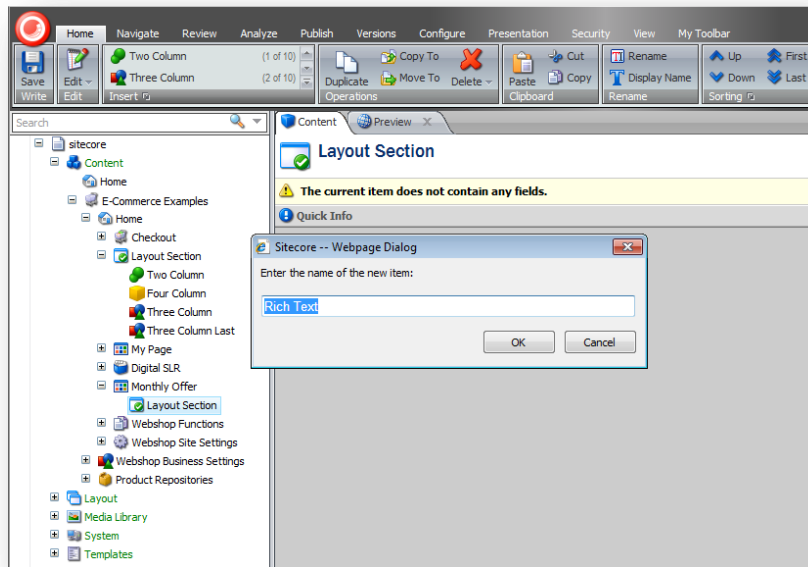 Home Navigate Review Analyze Publish Versions Configure Presentation Security View My Toolbar
Save
Write
Edit
Edit
Two Column (1 of 10)
Three Column (2 of 10)
Insert
Duplicate
Copy To
Move To
Delete
Operations
Paste
Cut
Copy
Clipboard
Rename
Display Name
Rename
Up
Down
First
Last
Sorting
Search
sitecore
Content
Home
E-Commerce Examples
Home
Checkout
Layout Section
Two Column
Four Column
Three Column
Three Column Last
My Page
Digital SLR
Monthly Offer
Layout Section
Webshop Functions
Webshop Site Settings
Webshop Business Settings
Product Repositories
Layout
Media Library
System
Templates
Content Preview X
Layout Section
The current item does not contain any fields.
Quick Info
Sitecore -- Webpage Dialog
Enter the name of the new item:
Rich Text
OK Cancel